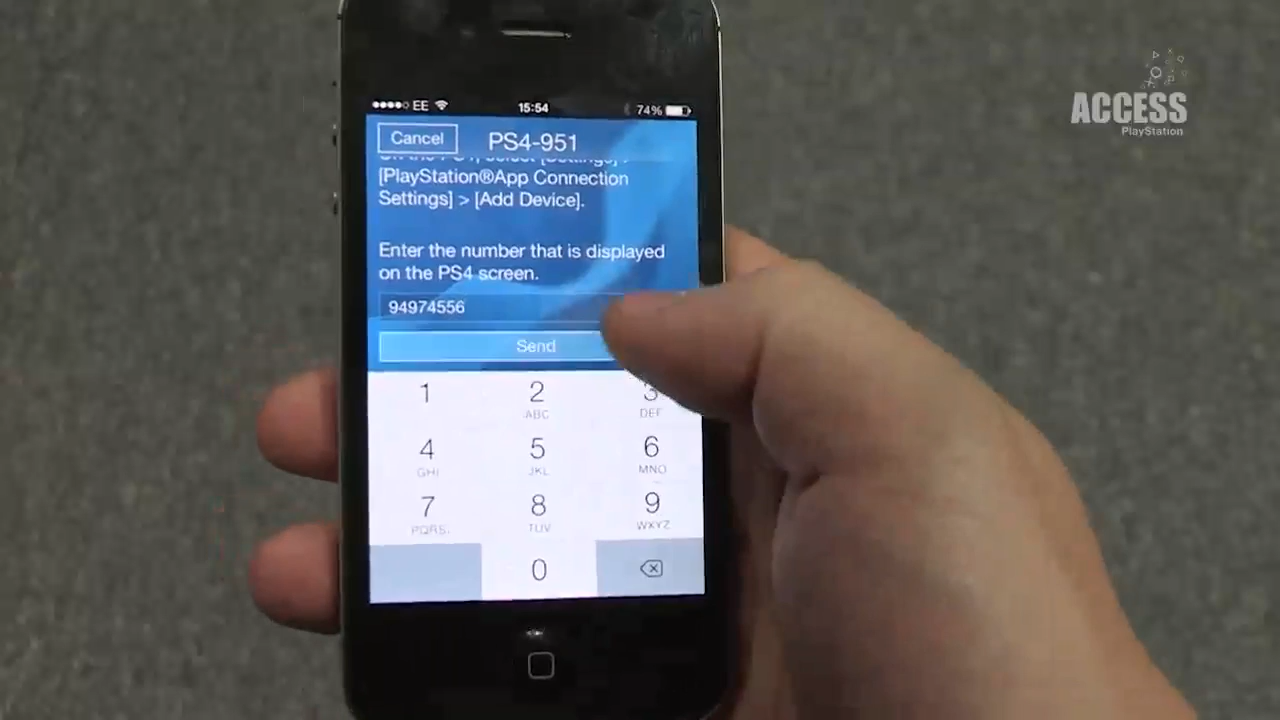 EE 15:54 74%
Cancel PS4-951
[PlayStation®App Connection
Settings] > [Add Device].
Enter the number that is displayed
on the PS4 screen.
94974556
Send
1 2 3
ABC DEF
4 5 6
GHI JKL MNO
7 8 9
PQRS TUV WXYZ
0
ACCESS
PlayStation